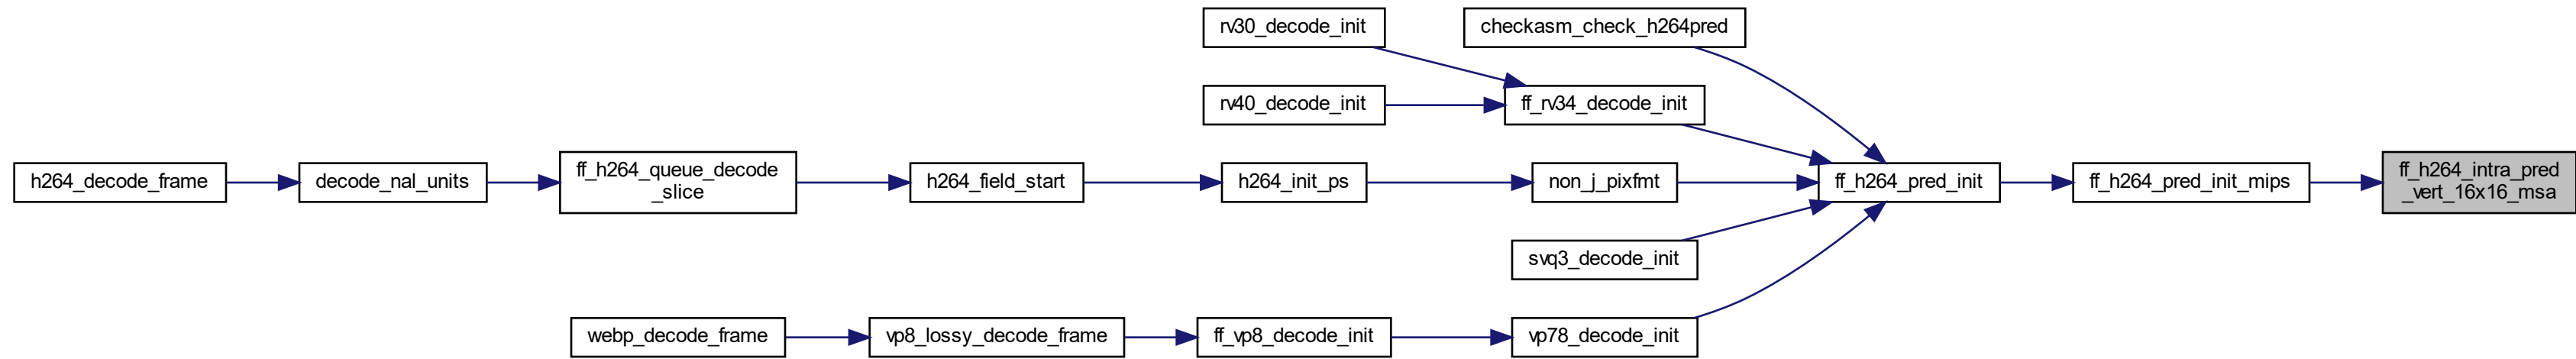 rv30_decode_init
checkasm_check_h264pred
rv40_decode_init
ff_rv34_decode_init
h264_decode_frame
decode_nal_units
ff_h264_queue_decode
_slice
h264_field_start
h264_init_ps
non_j_pixfmt
ff_h264_pred_init
ff_h264_pred_init_mips
ff_h264_intra_pred
_vert_16x16_msa
svq3_decode_init
webp_decode_frame
vp8_lossy_decode_frame
ff_vp8_decode_init
vp78_decode_init